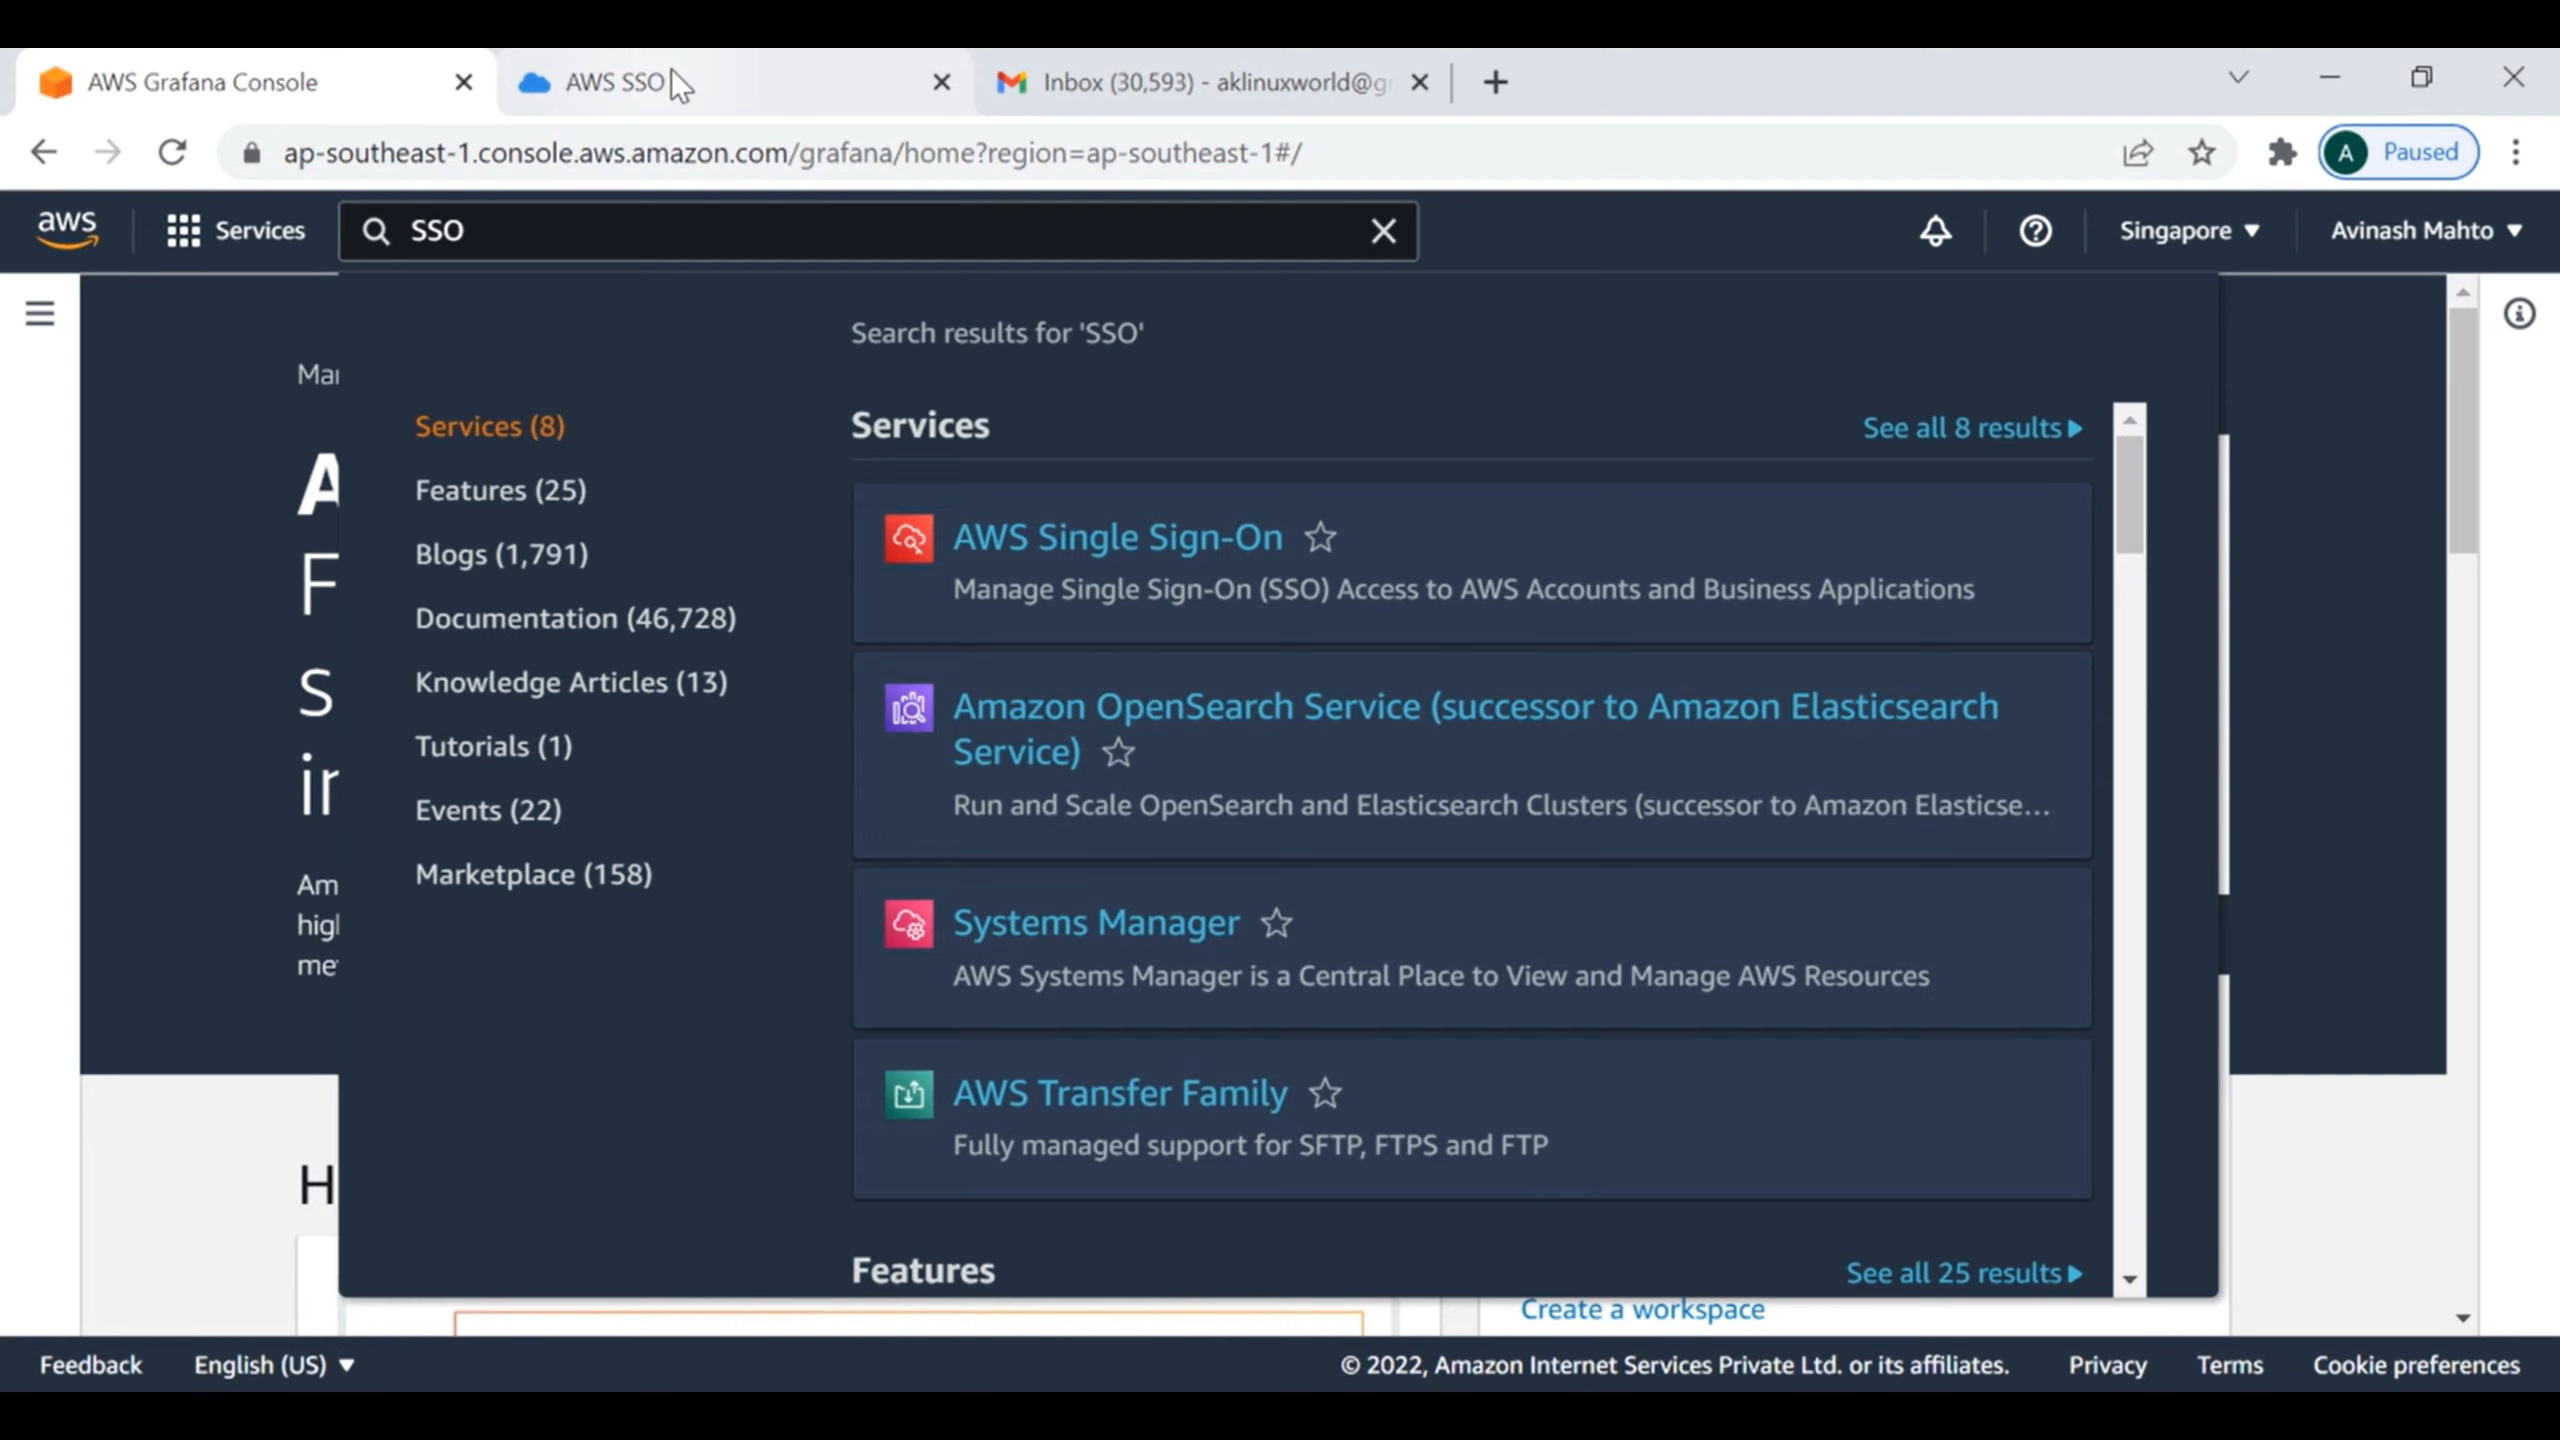 AWS Grafana Console
AWS SSO
Inbox (30,593) - aklinuxworld@g
ap-southeast-1.console.aws.amazon.com/grafana/home?region=ap-southeast-1#/
A
Paused
aws
Services
SSO
Singapore
Avinash Mahto
Search results for 'SSO'
Services (8)
Features (25)
Blogs (1,791)
Documentation (46,728)
Knowledge Articles (13)
Tutorials (1)
Events (22)
Marketplace (158)
Services
See all 8 results
AWS Single Sign-On
Manage Single Sign-On (SSO) Access to AWS Accounts and Business Applications
Amazon OpenSearch Service (successor to Amazon Elasticsearch
Service)
Run and Scale OpenSearch and Elasticsearch Clusters (successor to Amazon Elasticse...
Systems Manager
AWS Systems Manager is a Central Place to View and Manage AWS Resources
AWS Transfer Family
Fully managed support for SFTP, FTPS and FTP
Features
See all 25 results
Create a workspace
Feedback
English (US)
© 2022, Amazon Internet Services Private Ltd. or its affiliates.
Privacy
Terms
Cookie preferences